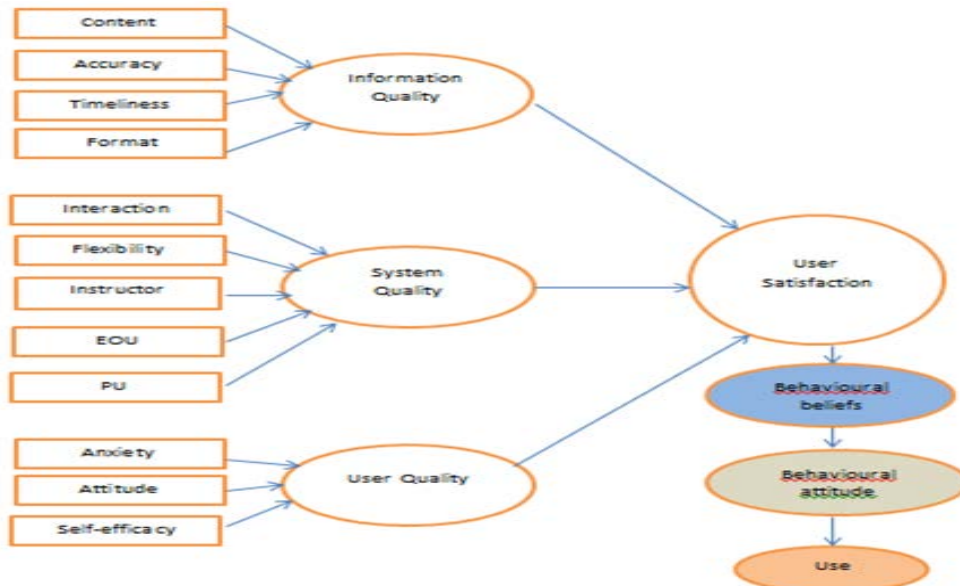 Content
Accuracy
Timeliness
Format
Information
Quality
Interaction
Flexibility
Instructor
EOU
PU
System
Quality
Anxiety
Attitude
Self-efficacy
User Quality
User
Satisfaction
Behavioural
beliefs
Behavioural
attitude
Use